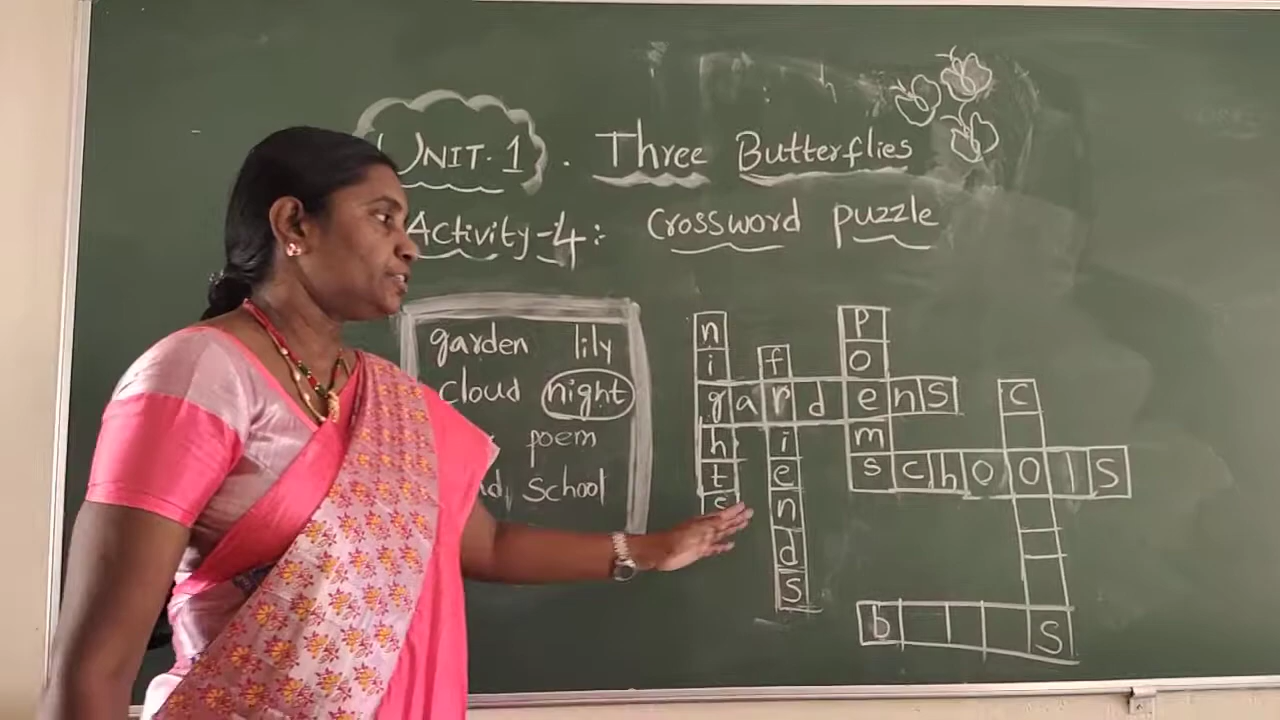 UNIT-1. Three Butterflies
Activity-4:- Crossword puzzle
garden lily
cloud night
poem
school
nights
friends
poems
gardens
schools
c
b s